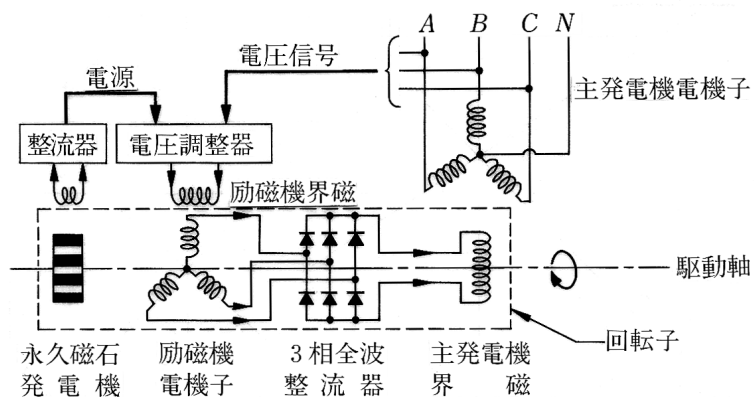 A B C N
電圧信号
電源
主発電機電機子
整流器
電圧調整器
励磁機界磁
駆動軸
回転子
永久磁石
発電機
励磁機
電機子
3相全波
整流器
主発電機
界磁